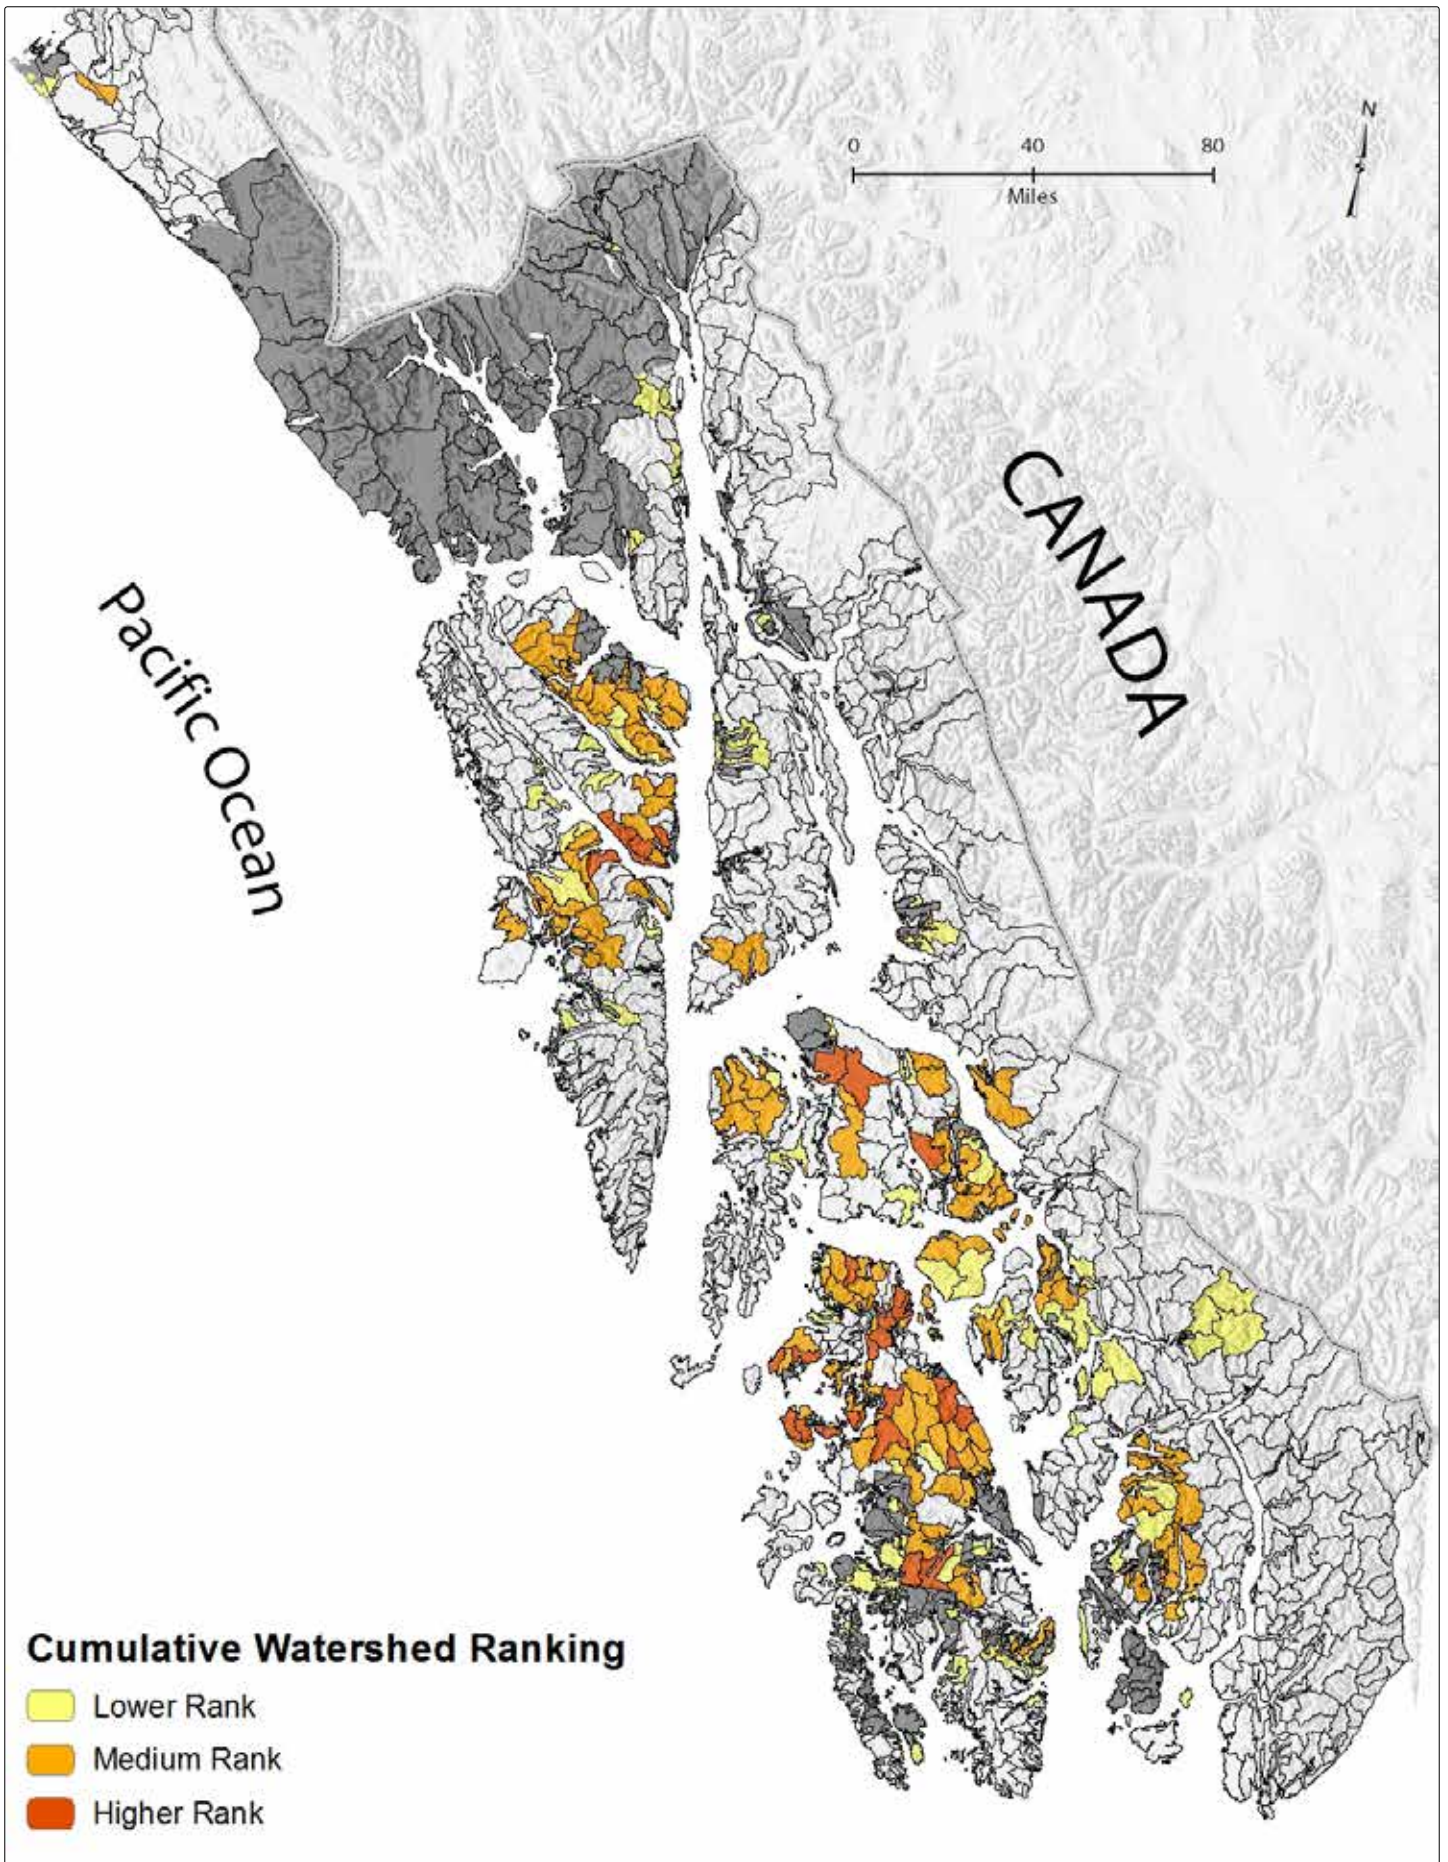 N
0 40 80
Miles
CANADA
Pacific Ocean
Cumulative Watershed Ranking
Lower Rank
Medium Rank
Higher Rank